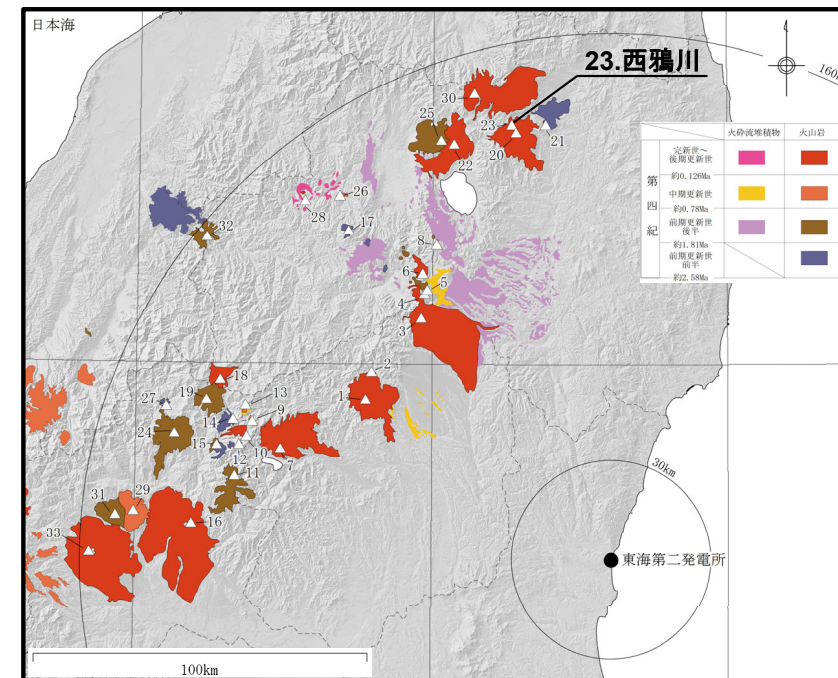 日本海
160km
23.西鴉川
30
25
23
21
20
22
火砕流堆積物
火山岩
第四紀
完新世～
後期更新世
約0.126Ma
中期更新世
約0.78Ma
前期更新世
後半
約1.81Ma
前期更新世
前半
約2.58Ma
26
28
17
32
8
6
5
4
3
2
18
13
1
19
9
27
14
24
15
10
7
12
11
30km
31
29
16
33
東海第二発電所
100km